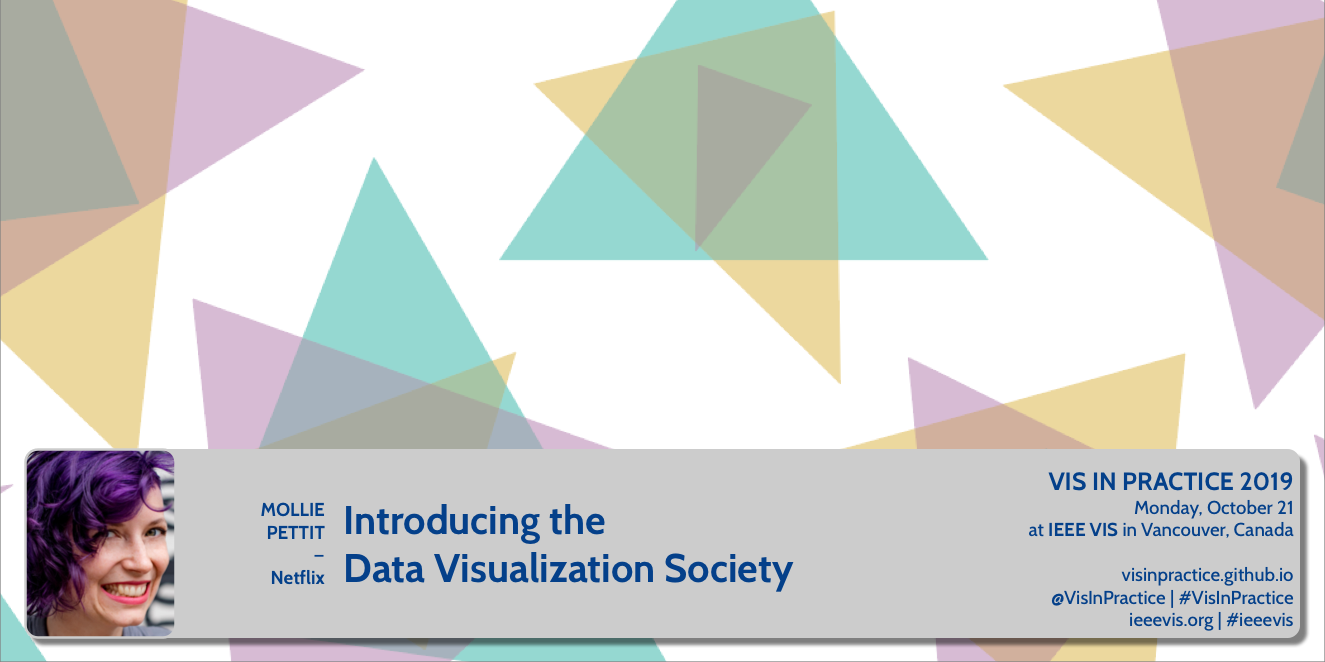 MOLLIE
PETTIT
–
Netflix
Introducing the
Data Visualization Society
VIS IN PRACTICE 2019
Monday, October 21
at IEEE VIS in Vancouver, Canada
visinpractice.github.io
@VisInPractice | #VisInPractice
ieeevis.org | #ieeevis